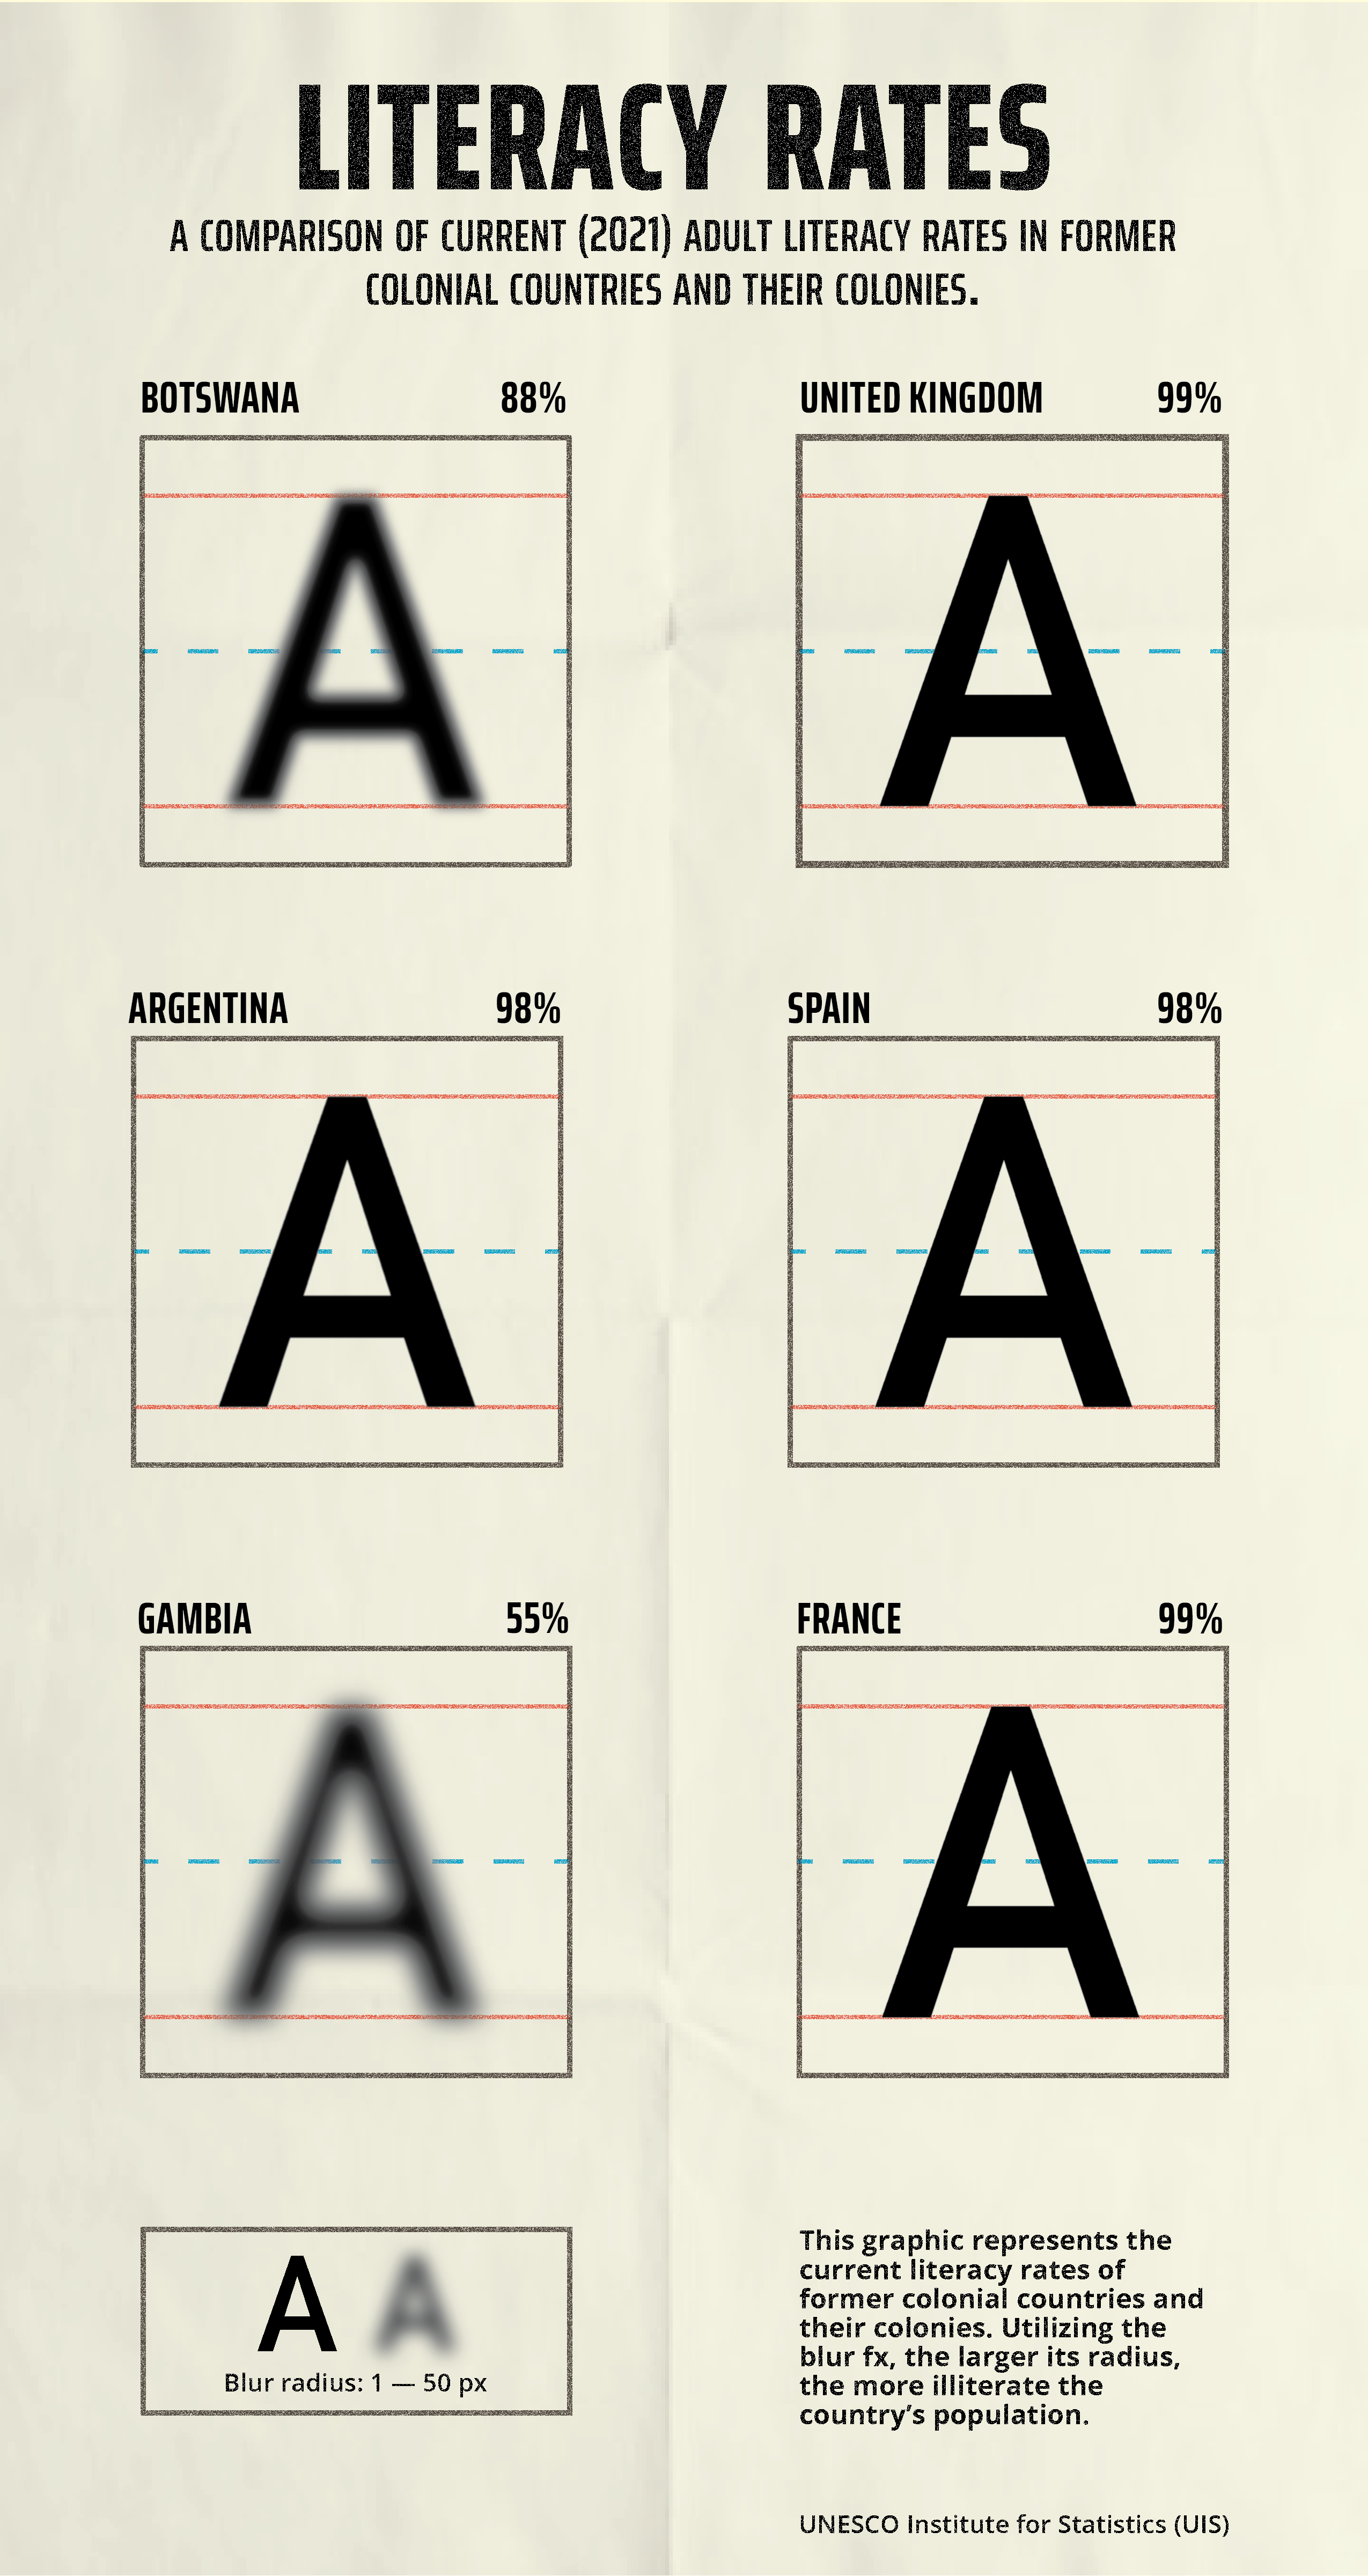 LITERACY RATES
A COMPARISON OF CURRENT (2021) ADULT LITERACY RATES IN FORMER
COLONIAL COUNTRIES AND THEIR COLONIES.
BOTSWANA 88%
A
UNITED KINGDOM 99%
A
ARGENTINA 98%
A
SPAIN 98%
A
GAMBIA 55%
A
FRANCE 99%
A
A A
Blur radius: 1 — 50 px
This graphic represents the
current literacy rates of
former colonial countries and
their colonies. Utilizing the
blur fx, the larger its radius,
the more illiterate the
country’s population.
UNESCO Institute for Statistics (UIS)